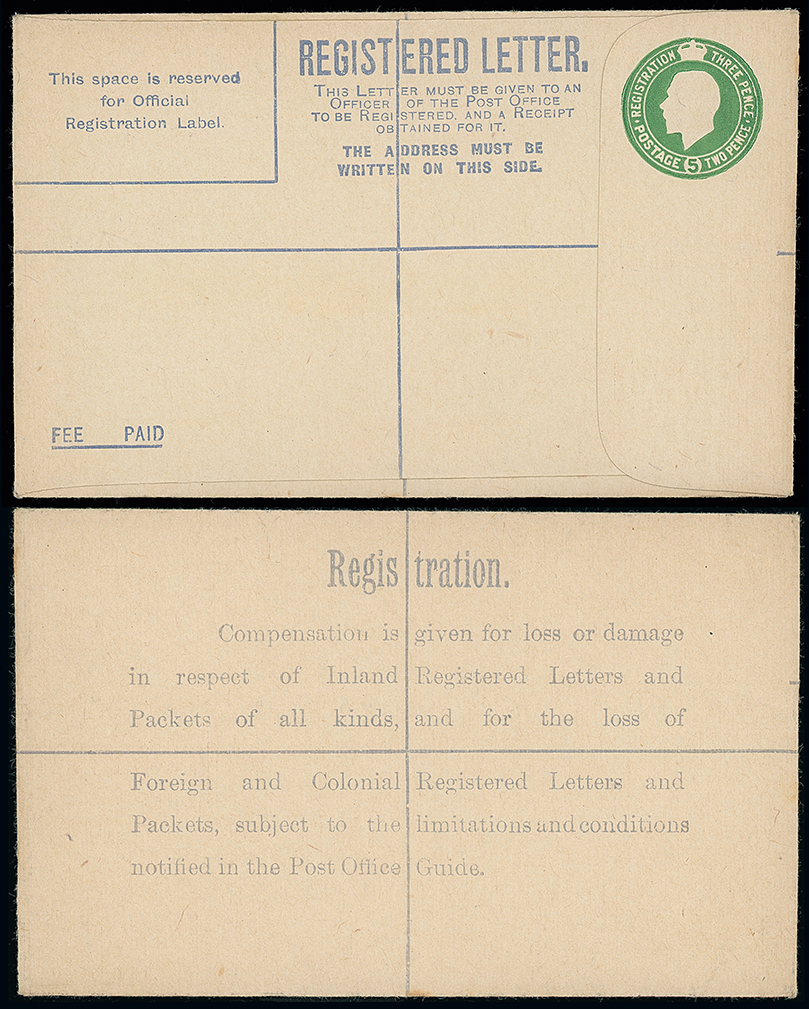 This space is reserved
for Official
Registration Label.
REGISTERED LETTER.
THIS LETTER MUST BE GIVEN TO AN
OFFICER OF THE POST OFFICE
TO BE REGISTERED, AND A RECEIPT
OBTAINED FOR IT.
THE ADDRESS MUST BE
WRITTEN ON THIS SIDE.
REGISTRATION THREE PENCE
POSTAGE 5 TWO PENCE
FEE PAID
Registration.
Compensation is given for loss or damage
in respect of Inland Registered Letters and
Packets of all kinds, and for the loss of
Foreign and Colonial Registered Letters and
Packets, subject to the limitations and conditions
notified in the Post Office Guide.